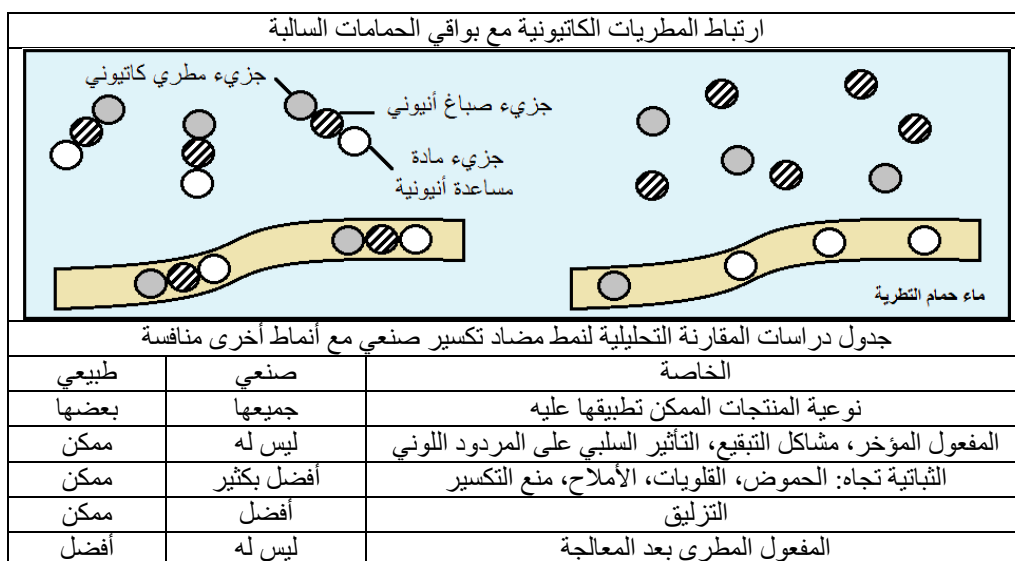 ارتباط المطريات الكاتيونية مع بواقي الحمامات السالبة
جزيء مطري كاتيوني
جزيء صباغ أنيوني
جزيء مادة
مساعدة أنيونية
ماء حمام التطرية
جدول دراسات المقارنة التحليلية لنمط مضاد تكسير صنعي مع أنماط أخرى منافسة
الخاصة صنعي طبيعي
نوعية المنتجات الممكن تطبيقها عليه جميعها بعضها
المفعول المؤخر، مشاكل التبقيع، التأثير السلبي على المردود اللوني ليس له ممكن
الثباتية تجاه: الحموض، القلويات، الأملاح، منع التكسير أفضل بكثير ممكن
التزليق أفضل ممكن
المفعول المطري بعد المعالجة ليس له أفضل